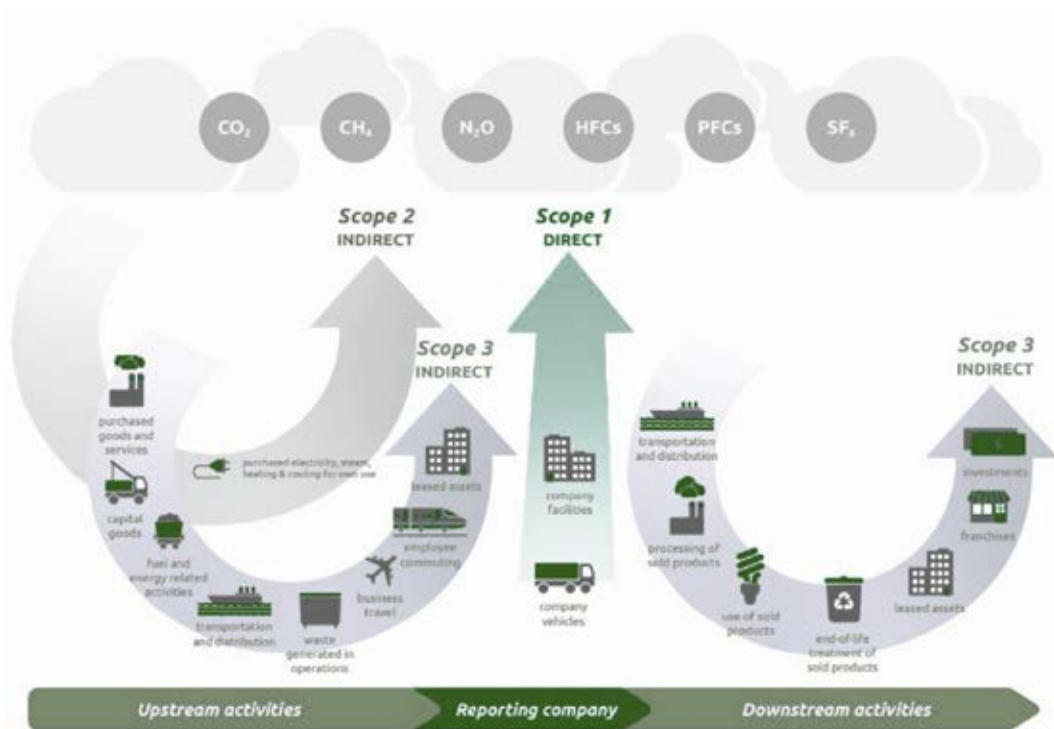 CO₂ CH₄ N₂O HFCs PFCs SF₆
Scope 2
INDIRECT
Scope 1
DIRECT
Scope 3
INDIRECT
Scope 3
INDIRECT
purchased
goods and
services
capital
goods
fuel and
energy related
activities
purchased electricity, steam,
heating & cooling for own use
transportation
and distribution
waste
generated in
operations
business
travel
employee
commuting
leased assets
company
facilities
company
vehicles
transportation
and distribution
processing of
sold products
use of sold
products
end-of-life
treatment of
sold products
leased assets
franchises
investments
$
Upstream activities
Reporting company
Downstream activities